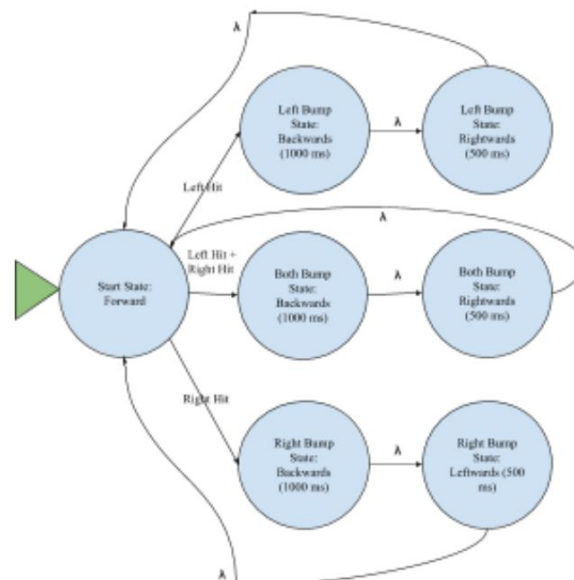 λ
Left Bump
State:
Backwards
(1000 ms)
λ
Left Bump
State:
Rightwards
(500 ms)
Left Hit
λ
Start State:
Forward
Left Hit +
Right Hit
Both Bump
State:
Backwards
(1000 ms)
λ
Both Bump
State:
Rightwards
(500 ms)
Right Hit
Right Bump
State:
Backwards
(1000 ms)
λ
Right Bump
State:
Leftwards (500
ms)
λ